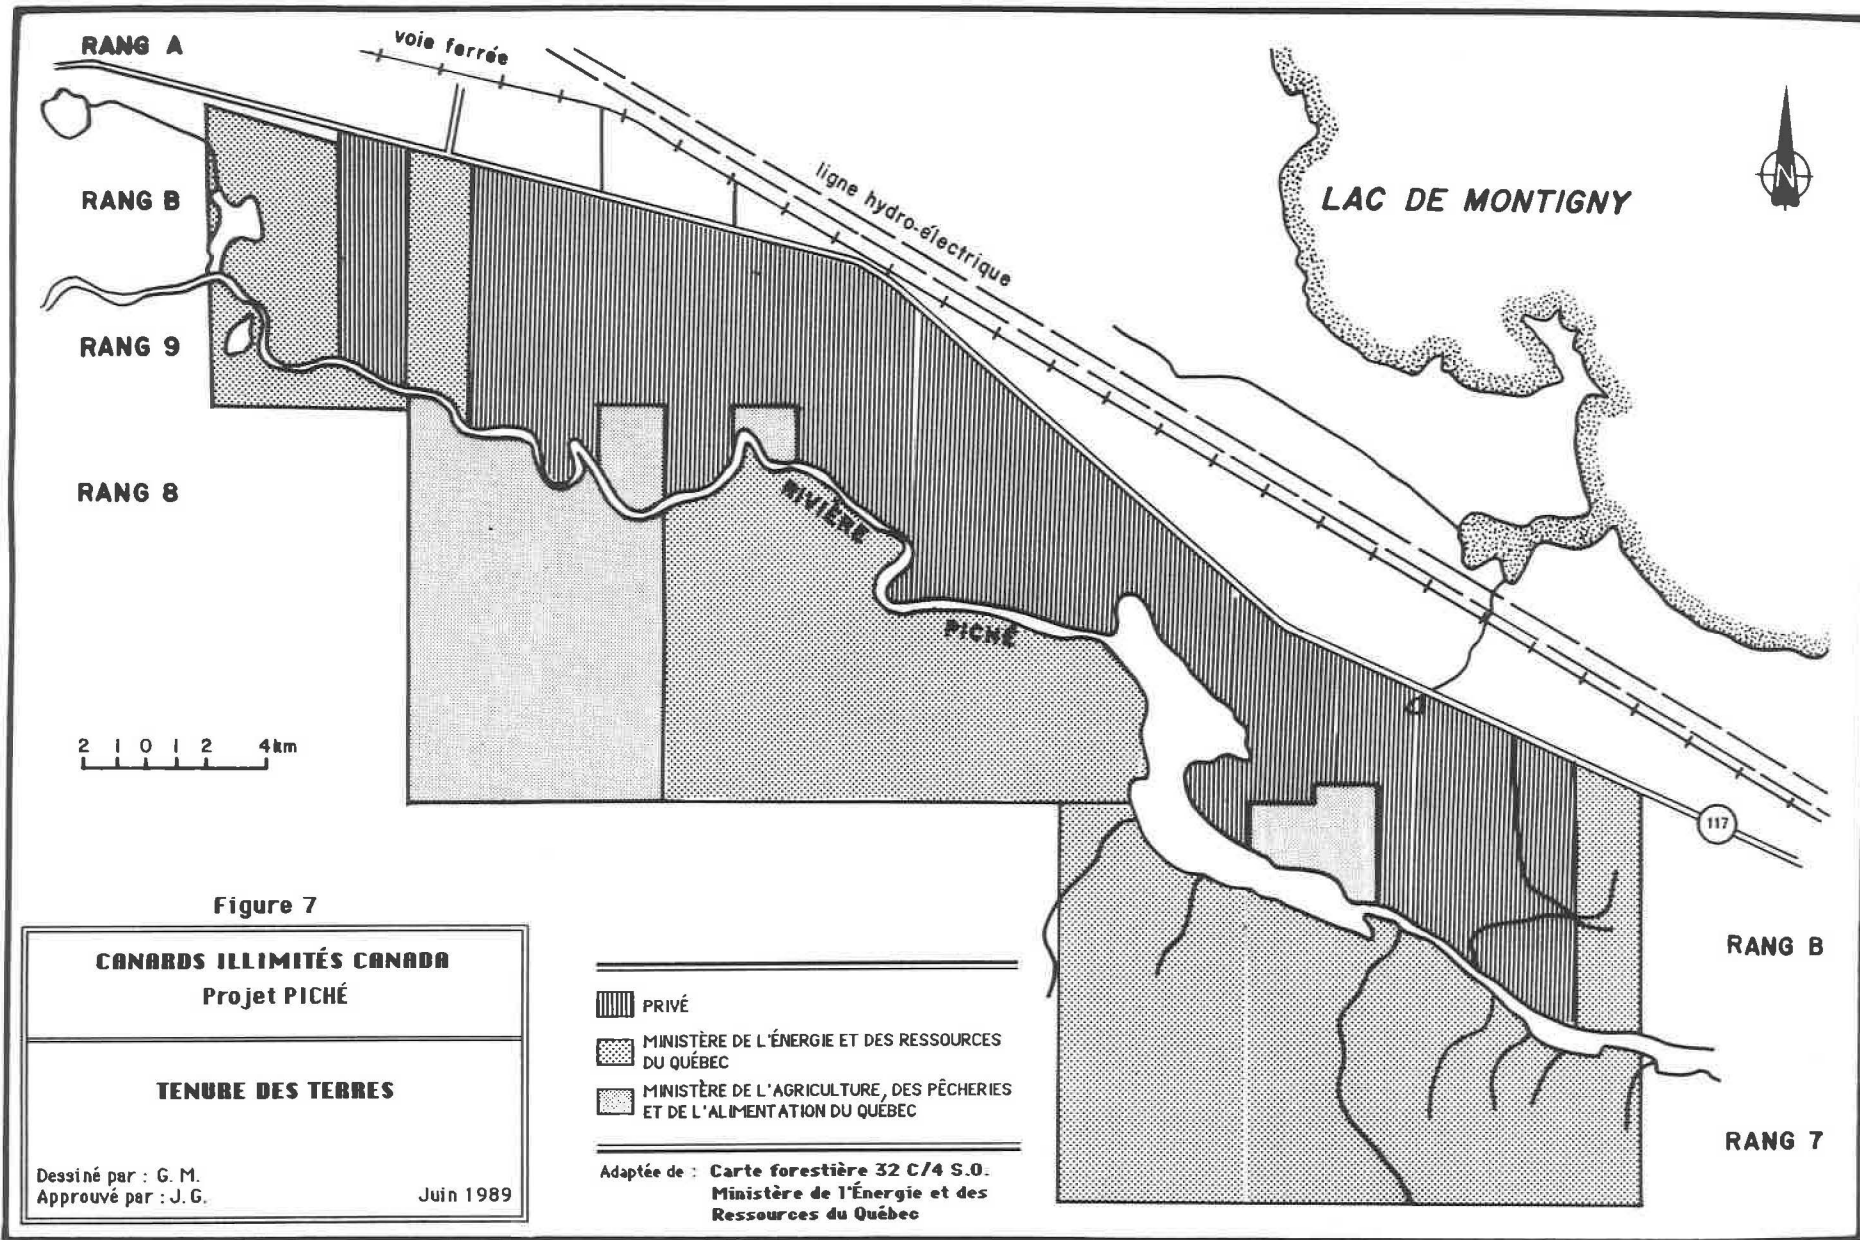 RANG A
voie ferrée
ligne hydro-électrique
LAC DE MONTIGNY
N
RANG B
RANG 9
RANG 8
RIVIÈRE
PICHÉ
2 1 0 1 2 4km
117
RANG B
RANG 7
Figure 7
CANARDS ILLIMITÉS CANADA
Projet PICHÉ
TENURE DES TERRES
Dessiné par : G. M.
Approuvé par : J. G.
Juin 1989
PRIVÉ
MINISTÈRE DE L'ÉNERGIE ET DES RESSOURCES
DU QUÉBEC
MINISTÈRE DE L'AGRICULTURE, DES PÊCHERIES
ET DE L'ALIMENTATION DU QUÉBEC
Adaptée de : Carte forestière 32 C/4 S.O.
Ministère de l'Énergie et des
Ressources du Québec